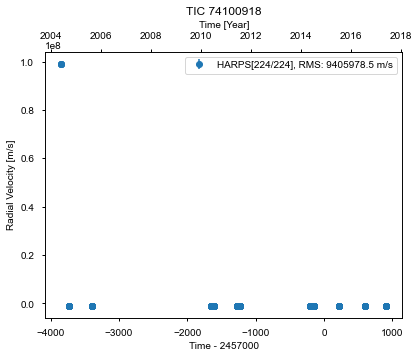 TIC 74100918
Time [Year]
2004 2006 2008 2010 2012 2014 2016 2018
1e8
HARPS[224/224], RMS: 9405978.5 m/s
Radial Velocity [m/s]
1.0
0.8
0.6
0.4
0.2
0.0
−4000 −3000 −2000 −1000 0 1000
Time - 2457000